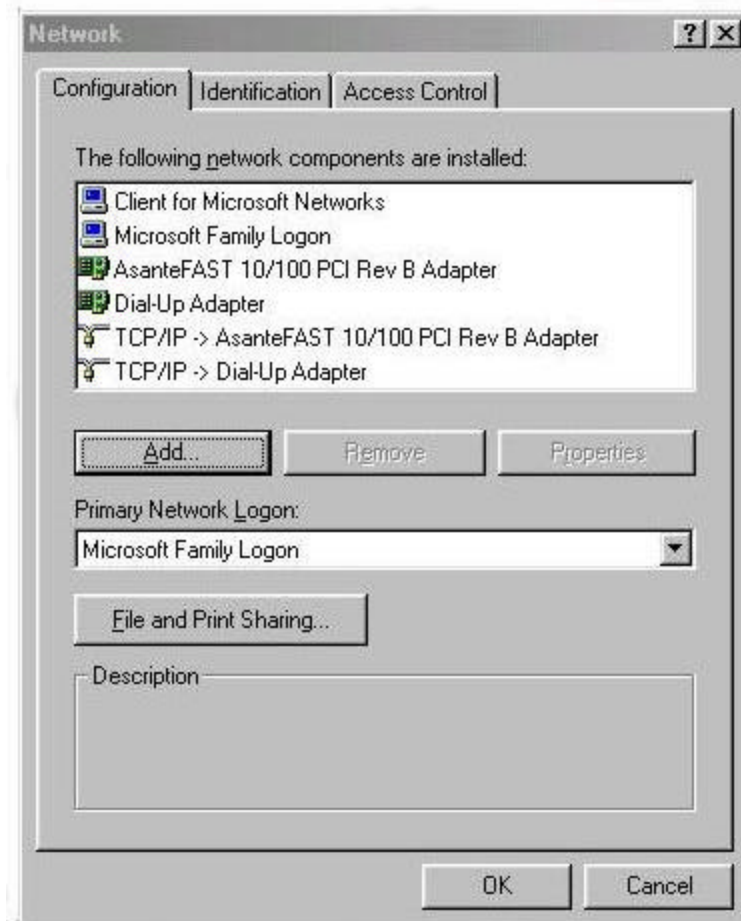 Network
Configuration Identification Access Control
The following network components are installed:
Client for Microsoft Networks
Microsoft Family Logon
AsanteFAST 10/100 PCI Rev B Adapter
Dial-Up Adapter
TCP/IP -> AsanteFAST 10/100 PCI Rev B Adapter
TCP/IP -> Dial-Up Adapter
Add... Remove Properties
Primary Network Logon:
Microsoft Family Logon
File and Print Sharing...
Description
OK Cancel